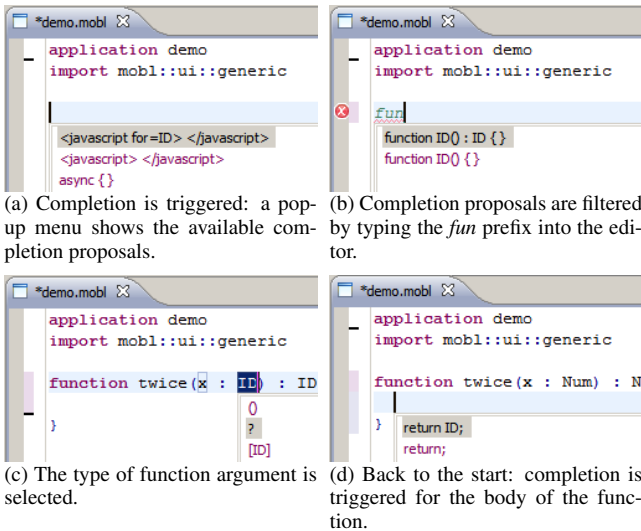 *demo.mobl
application demo
import mobl::ui::generic
<javascript for=ID> </javascript>
<javascript> </javascript>
async {}
(a) Completion is triggered: a pop-
up menu shows the available com-
pletion proposals.
*demo.mobl
application demo
import mobl::ui::generic
fun
function ID() : ID {}
function ID() {}
(b) Completion proposals are filtered
by typing the fun prefix into the edi-
tor.
*demo.mobl
application demo
import mobl::ui::generic
function twice(x : ID) : ID
()
?
}
[ID]
(c) The type of function argument is
selected.
*demo.mobl
application demo
import mobl::ui::generic
function twice(x : Num) : N
} return ID;
return;
(d) Back to the start: completion is
triggered for the body of the func-
tion.